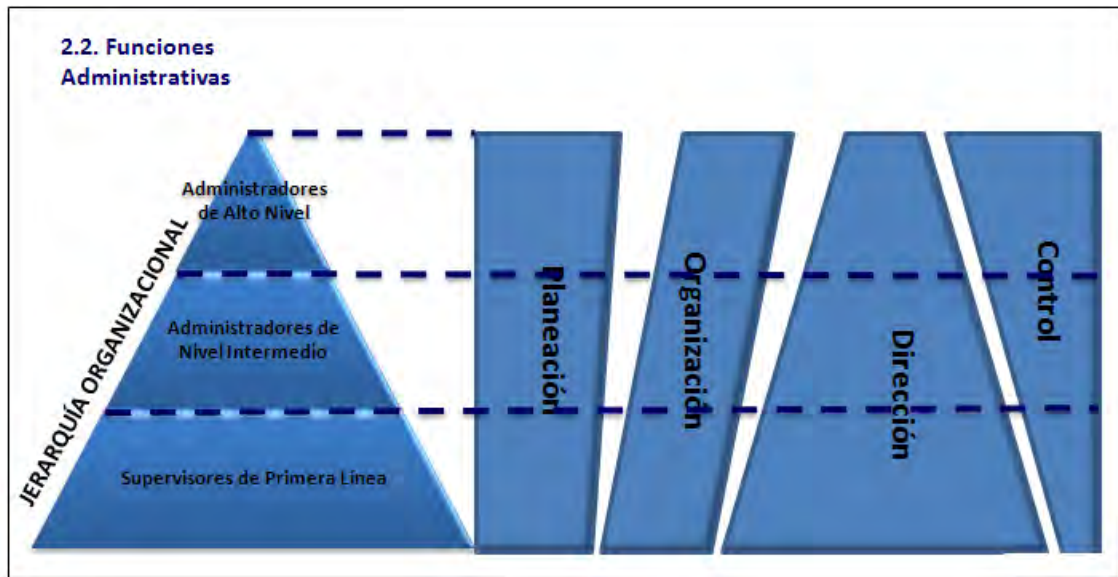 2.2. Funciones
Administrativas
JERARQUÍA ORGANIZACIONAL
Administradores
de Alto Nivel
Administradores de
Nivel Intermedio
Supervisores de Primera Línea
Planeación
Organización
Dirección
Control